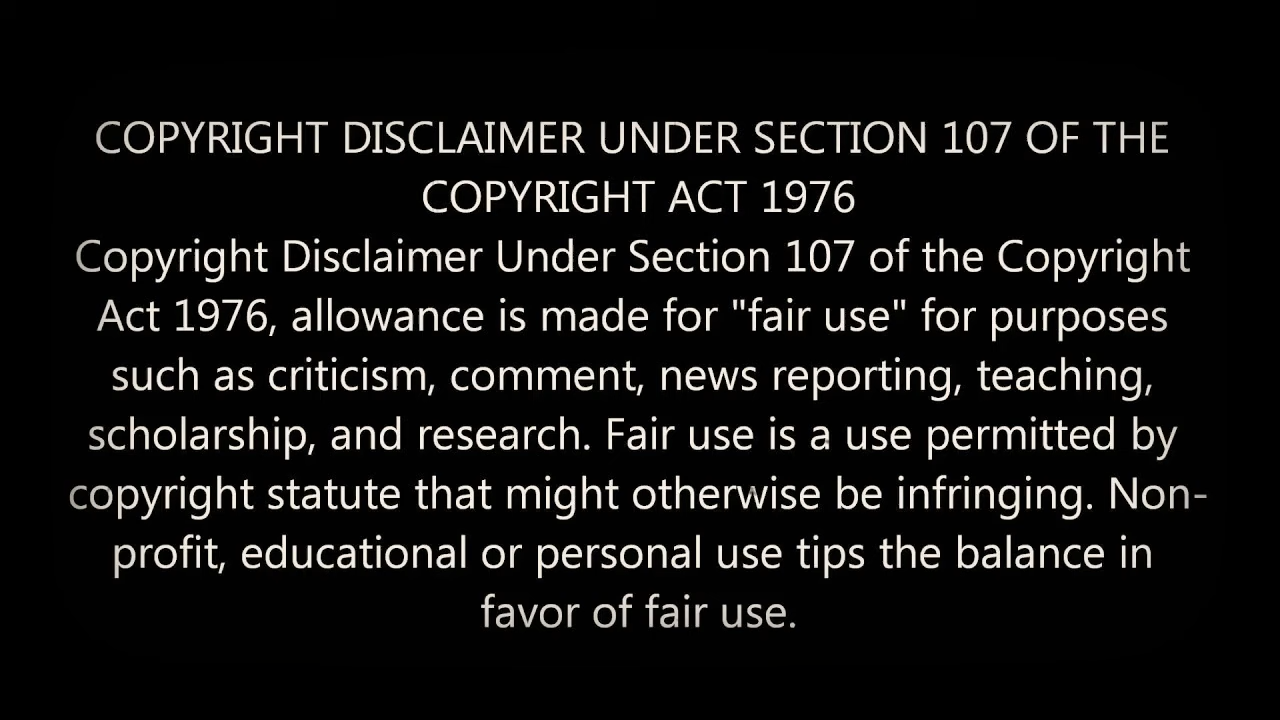 COPYRIGHT DISCLAIMER UNDER SECTION 107 OF THE
COPYRIGHT ACT 1976
Copyright Disclaimer Under Section 107 of the Copyright
Act 1976, allowance is made for "fair use" for purposes
such as criticism, comment, news reporting, teaching,
scholarship, and research. Fair use is a use permitted by
copyright statute that might otherwise be infringing. Non-
profit, educational or personal use tips the balance in
favor of fair use.